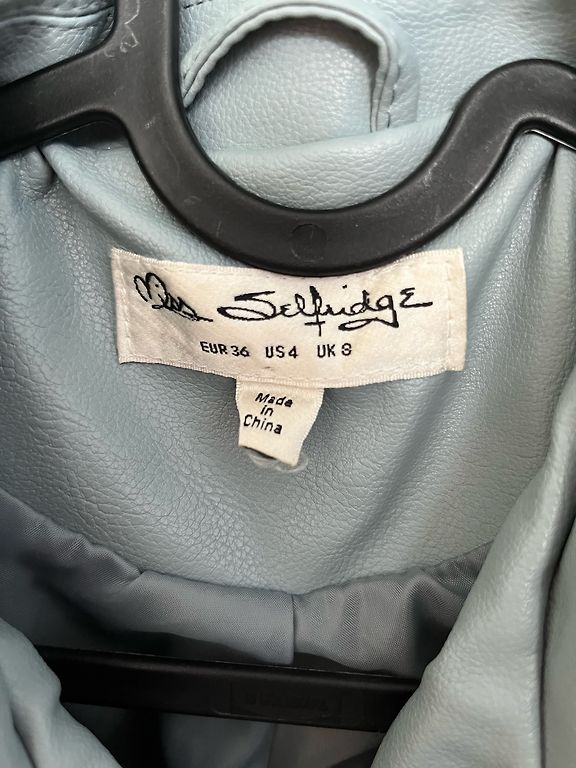 Miss Selfridge
EUR 36 US 4 UK 8
Made
in
China